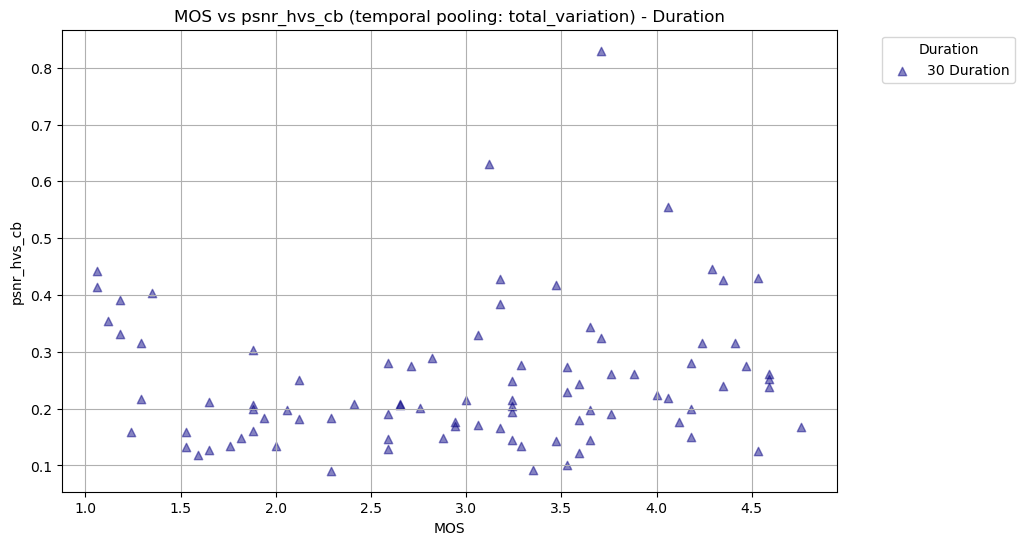 MOS vs psnr_hvs_cb (temporal pooling: total_variation) - Duration
Duration
30 Duration
psnr_hvs_cb
0.8
0.7
0.6
0.5
0.4
0.3
0.2
0.1
1.0 1.5 2.0 2.5 3.0 3.5 4.0 4.5
MOS